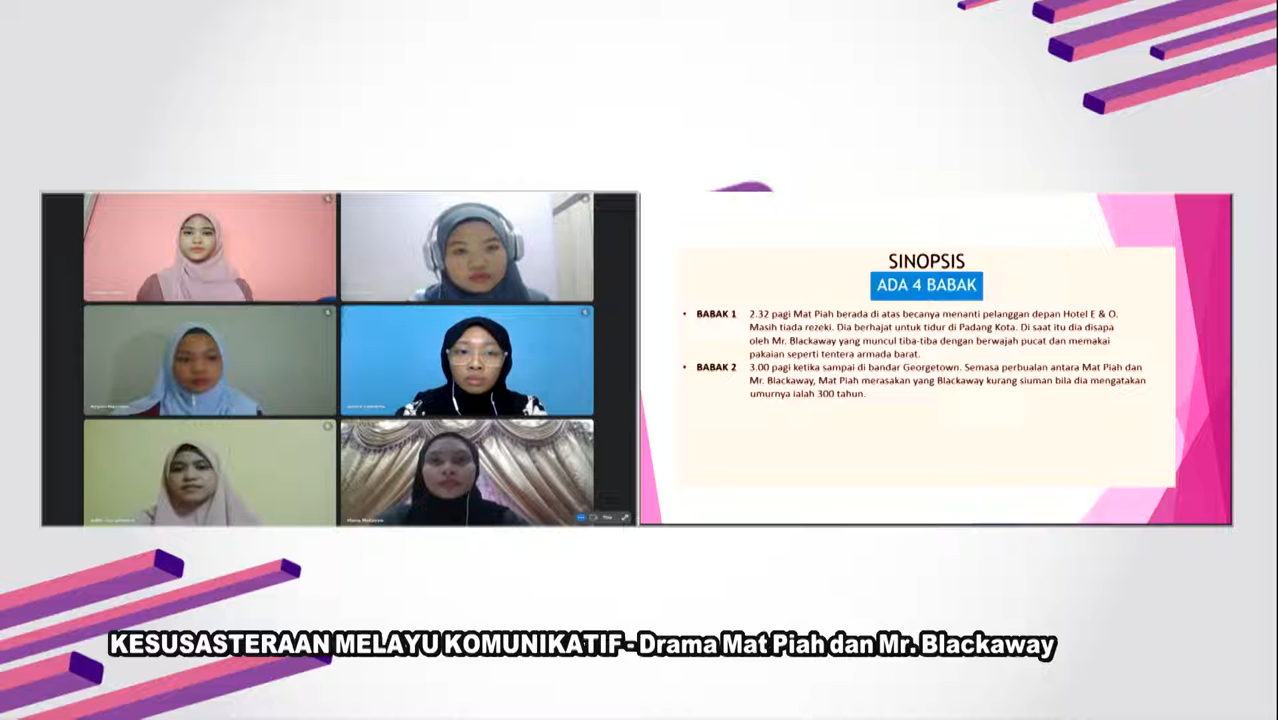 SINOPSIS
ADA 4 BABAK
• BABAK 1 2.32 pagi Mat Piah berada di atas becanya menanti pelanggan depan Hotel E & O.
Masih tiada rezeki. Dia berhajat untuk tidur di Padang Kota. Di saat itu dia disapa
oleh Mr. Blackaway yang muncul tiba-tiba dengan berwajah pucat dan memakai
pakaian seperti tentera armada barat.
• BABAK 2 3.00 pagi ketika sampai di bandar Georgetown. Semasa perbualan antara Mat Piah dan
Mr. Blackaway, Mat Piah merasakan yang Blackaway kurang siuman bila dia mengatakan
umurnya ialah 300 tahun.
KESUSASTERAAN MELAYU KOMUNIKATIF - Drama Mat Piah dan Mr. Blackaway